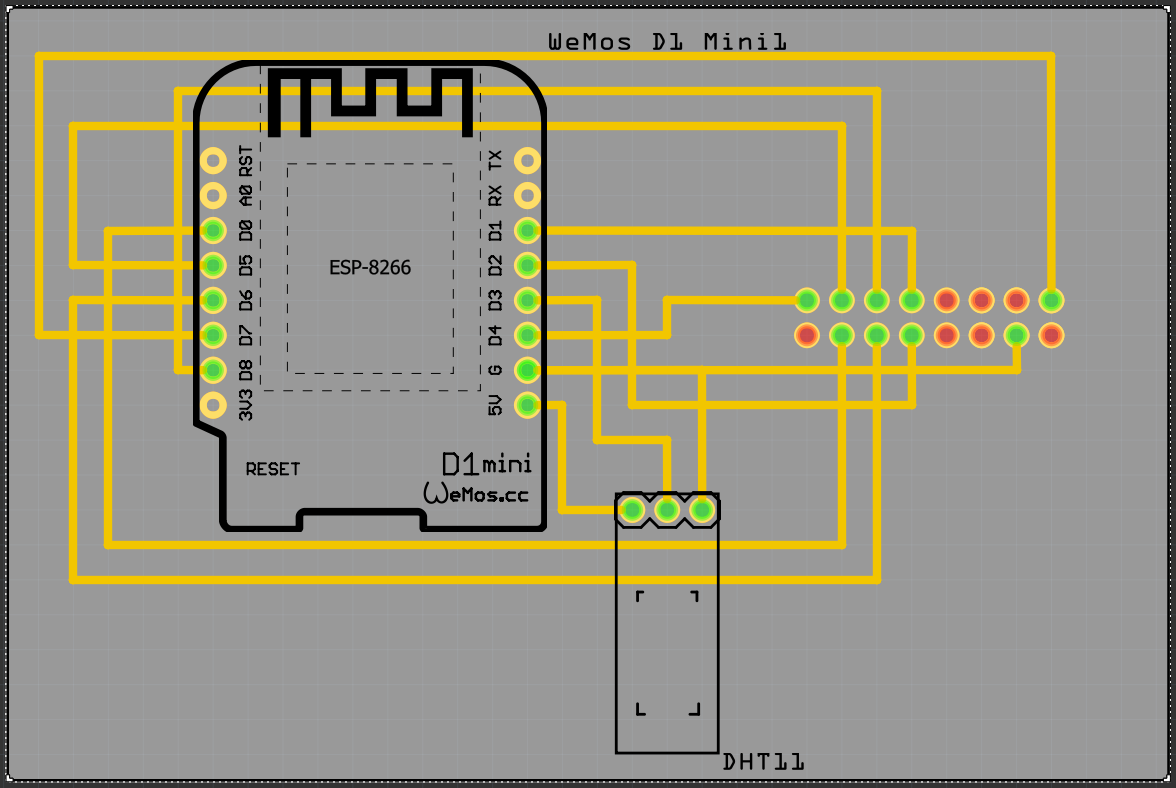 WeMos D1 Mini1
RST
A0
D0
D5
D6
D7
D8
3V3
TX
RX
D1
D2
D3
D4
G
5V
ESP-8266
RESET
D1mini
WeMos.cc
DHT11